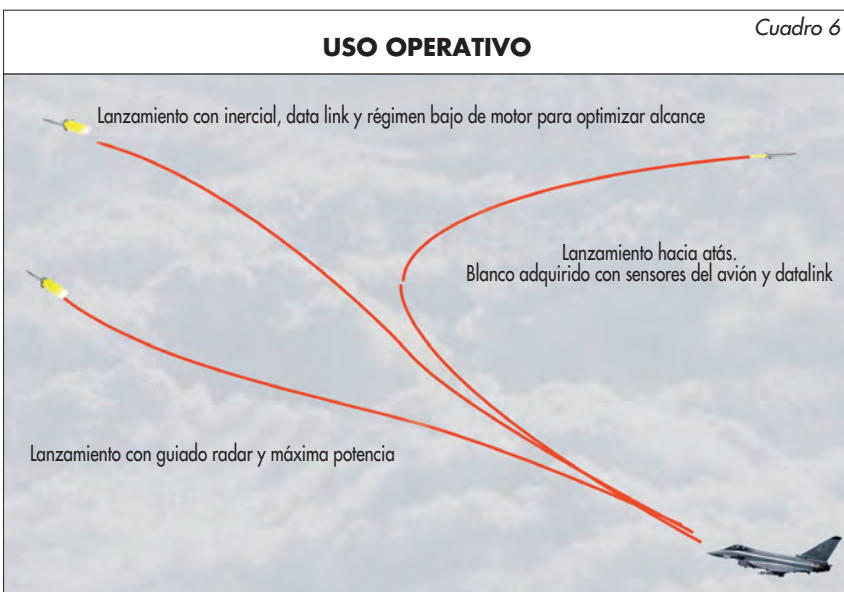 Cuadro 6
USO OPERATIVO
Lanzamiento con inercial, data link y régimen bajo de motor para optimizar alcance
Lanzamiento hacia atás.
Blanco adquirido con sensores del avión y datalink
Lanzamiento con guiado radar y máxima potencia